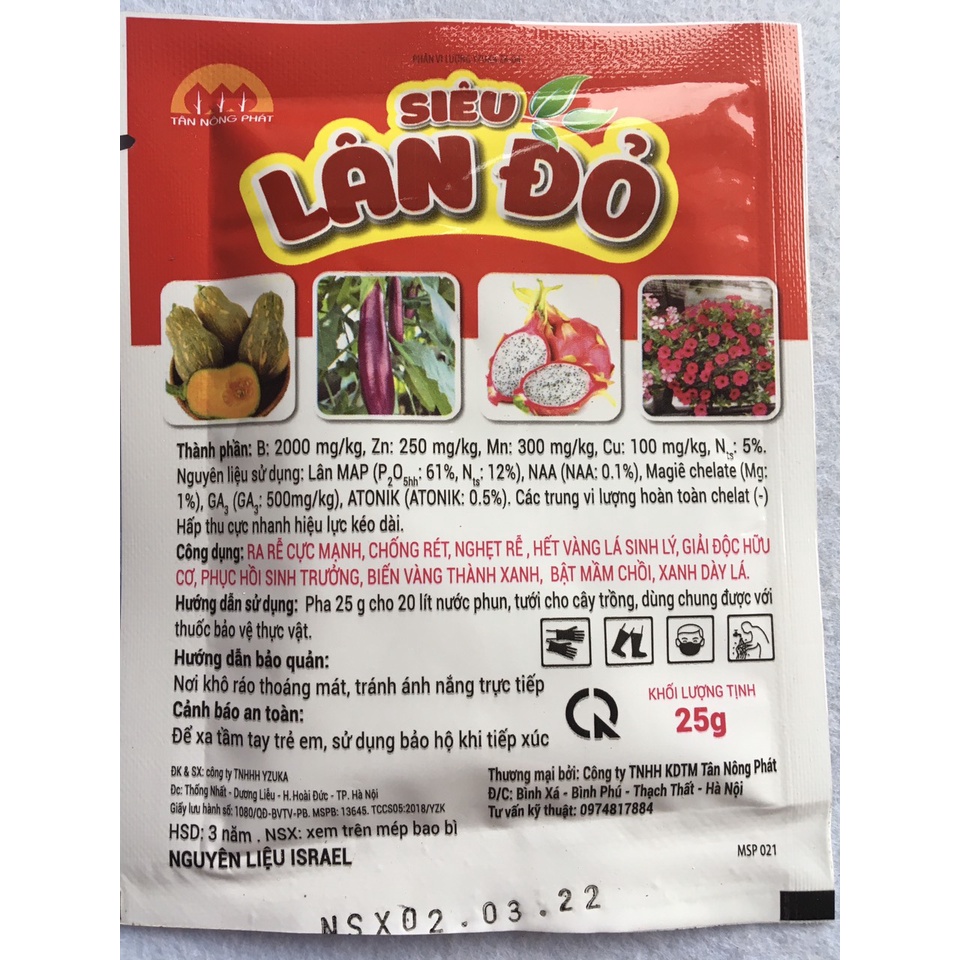 PHÂN VI LƯỢNG
TÂN NÔNG PHÁT
SIÊU
LÂN ĐỎ
Thành phần: B: 2000 mg/kg, Zn: 250 mg/kg, Mn: 300 mg/kg, Cu: 100 mg/kg, Nts: 5%.
Nguyên liệu sử dụng: Lân MAP (P2O5hh: 61%, Nts: 12%), NAA (NAA: 0.1%), Magiê chelate (Mg:
1%), GA3 (GA3: 500mg/kg), ATONIK (ATONIK: 0.5%). Các trung vi lượng hoàn toàn chelat (-)
Hấp thu cực nhanh hiệu lực kéo dài.
Công dụng: RA RỄ CỰC MẠNH, CHỐNG RÉT, NGHẸT RỄ , HẾT VÀNG LÁ SINH LÝ, GIẢI ĐỘC HỮU
CƠ, PHỤC HỒI SINH TRƯỞNG, BIẾN VÀNG THÀNH XANH, BẬT MẦM CHỒI, XANH DÀY LÁ.
Hướng dẫn sử dụng: Pha 25 g cho 20 lít nước phun, tưới cho cây trồng, dùng chung được với
thuốc bảo vệ thực vật.
Hướng dẫn bảo quản:
Nơi khô ráo thoáng mát, tránh ánh nắng trực tiếp
Cảnh báo an toàn:
Để xa tầm tay trẻ em, sử dụng bảo hộ khi tiếp xúc
KHỐI LƯỢNG TỊNH
25g
ĐK & SX: công ty TNHHH YZUKA
Đc: Thống Nhất - Dương Liễu - H. Hoài Đức - TP. Hà Nội
Giấy lưu hành số: 1080/QĐ-BVTV-PB. MSPB: 13645. TCCS05:2018/YZK
HSD: 3 năm . NSX: xem trên mép bao bì
NGUYÊN LIỆU ISRAEL
Thương mại bởi: Công ty TNHH KDTM Tân Nông Phát
Đ/C: Bình Xá - Bình Phú - Thạch Thất - Hà Nội
Tư vấn kỹ thuật: 0974817884
MSP 021
NSX02.03.22